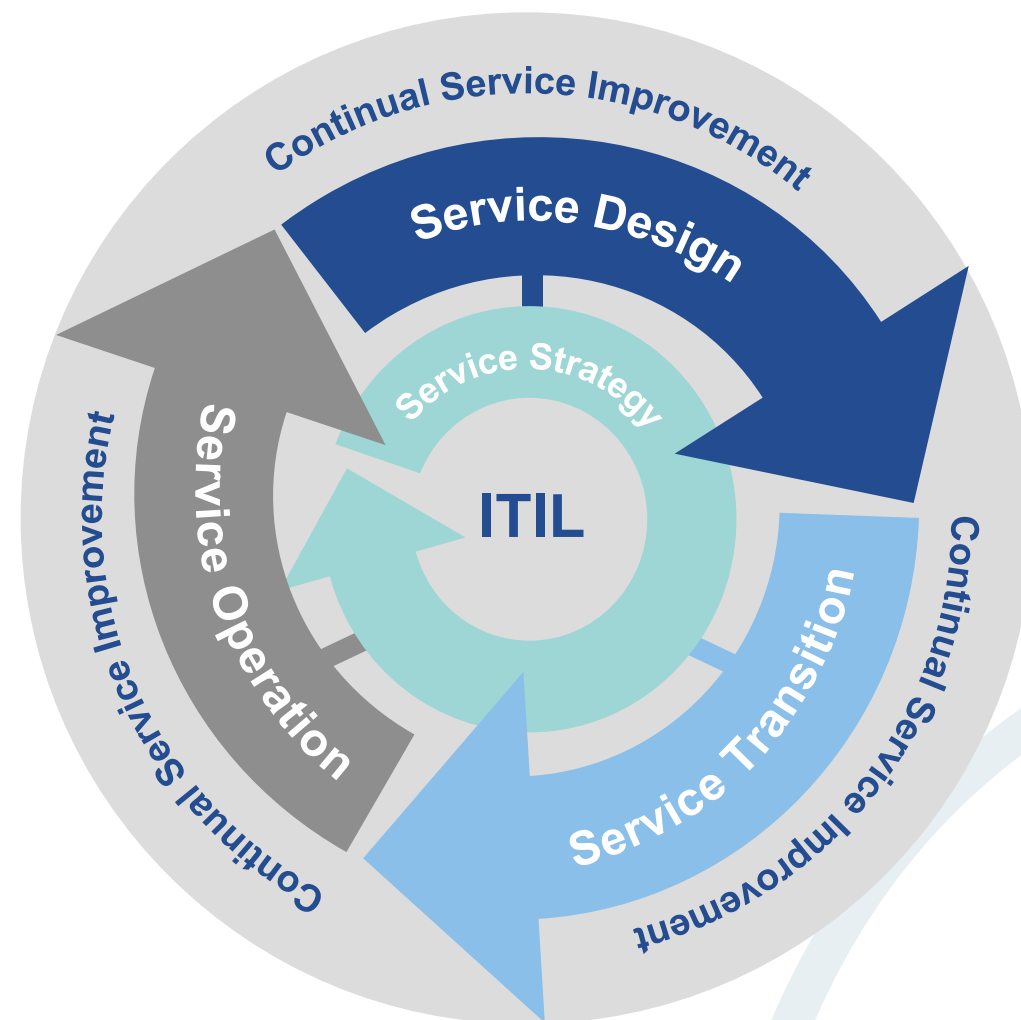 Continual Service Improvement
Service Design
Service Strategy
ITIL
Service Operation
Service Transition
Continual Service Improvement
Continual Service Improvement